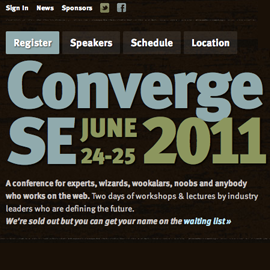 Sign in News Sponsors
Register Speakers Schedule Location
Converge
SE JUNE 24-25 2011
A conference for experts, wizards, wookalars, noobs and anybody
who works on the web. Two days of workshops & lectures by industry
leaders who are defining the future.
We're sold out but you can get your name on the waiting list »